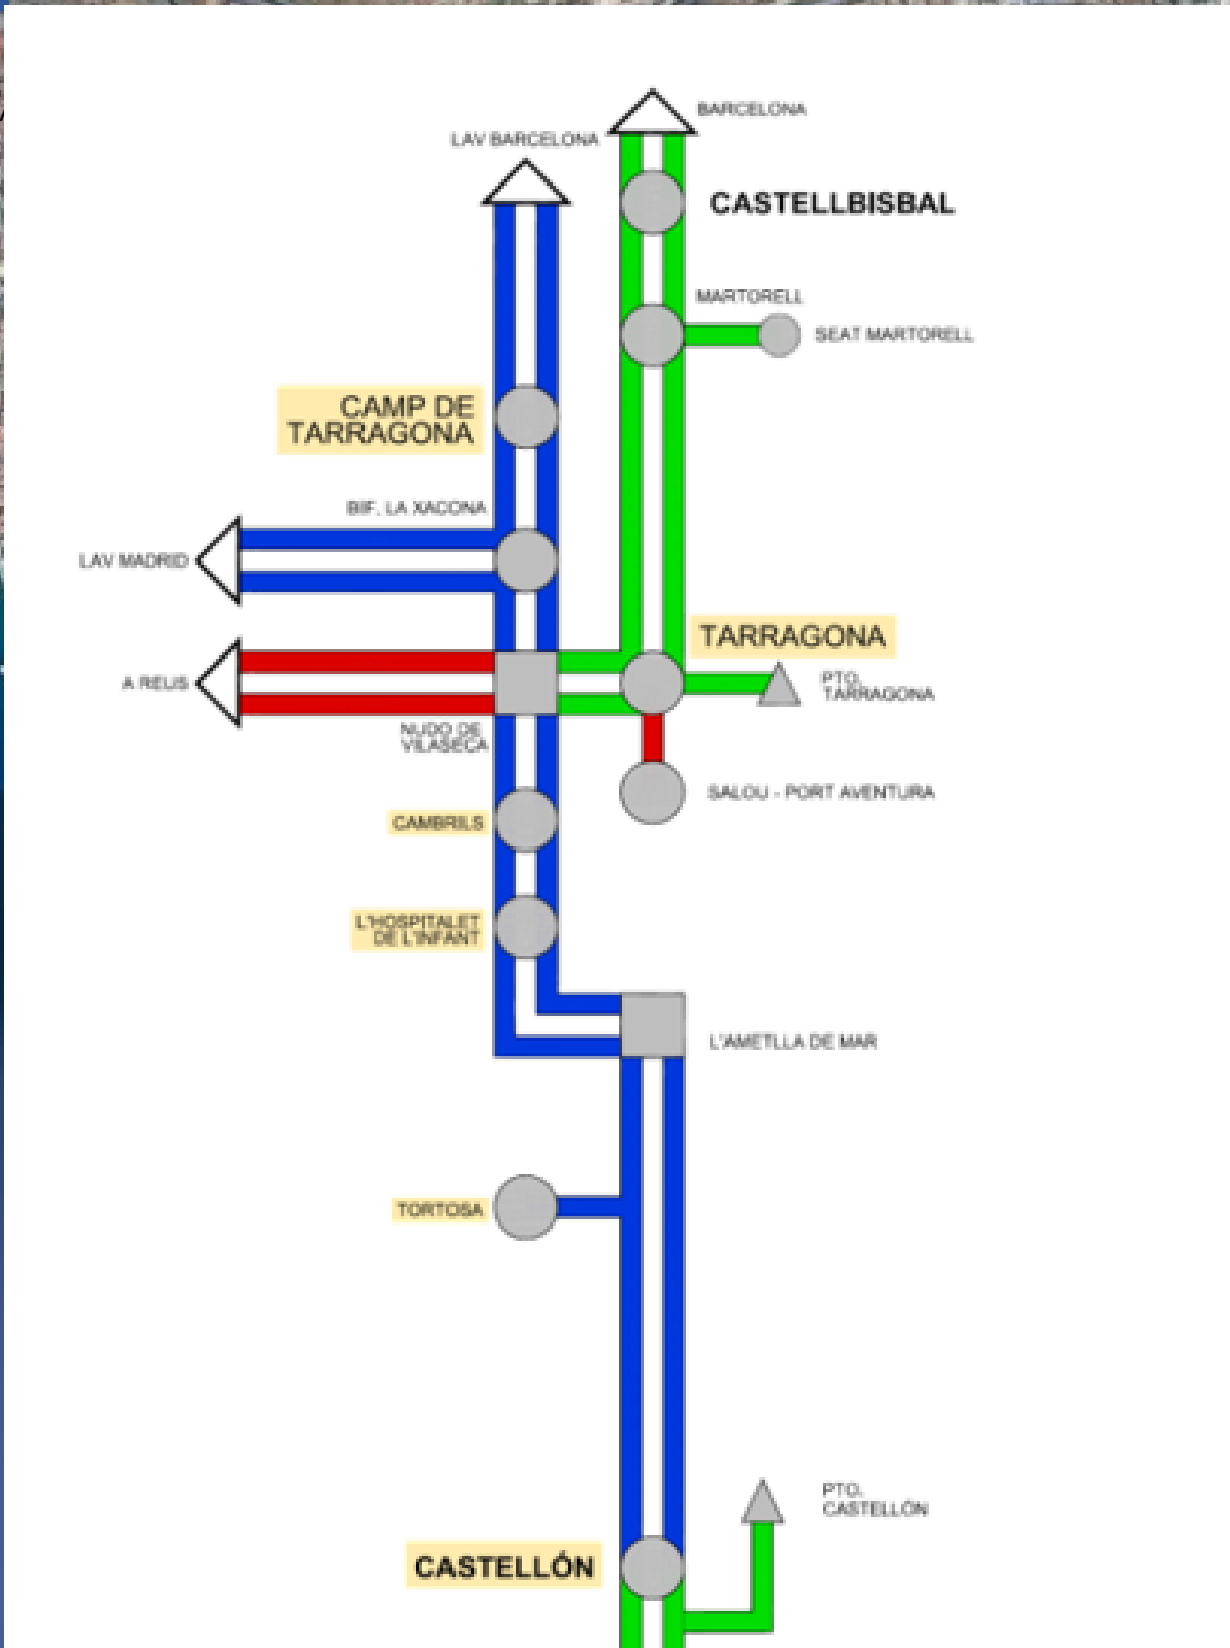 BARCELONA
LAV BARCELONA
CASTELLBISBAL
MARTORELL
SEAT MARTORELL
CAMP DE
TARRAGONA
BIF. LA XACONA
LAV MADRID
TARRAGONA
A REUS
PTO.
TARRAGONA
NUDO DE
VILASECA
SALOU - PORT AVENTURA
CAMBRILS
L'HOSPITALET
DE L'INFANT
L'AMETLLA DE MAR
TORTOSA
PTO.
CASTELLÓN
CASTELLÓN